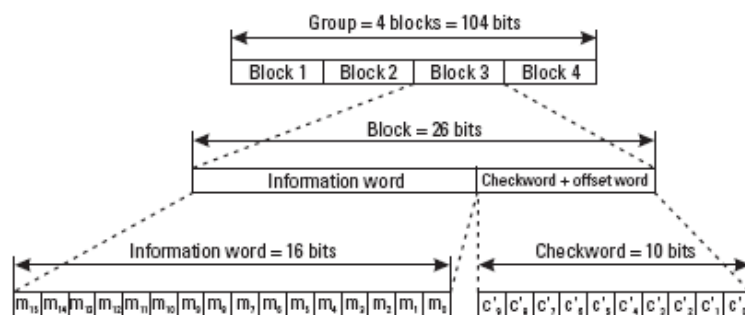 Group = 4 blocks = 104 bits
Block 1 Block 2 Block 3 Block 4
Block = 26 bits
Information word Checkword + offset word
Information word = 16 bits Checkword = 10 bits
m₁₅ m₁₄ m₁₃ m₁₂ m₁₁ m₁₀ m₉ m₈ m₇ m₆ m₅ m₄ m₃ m₂ m₁ m₀ c'₉ c'₈ c'₇ c'₆ c'₅ c'₄ c'₃ c'₂ c'₁ c'₀